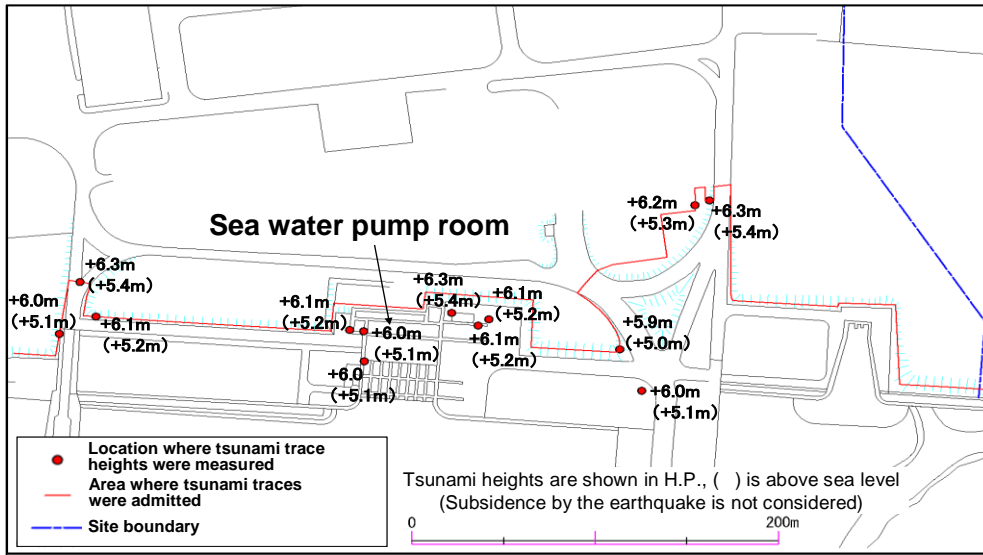 +6.2m
(+5.3m)
+6.3m
(+5.4m)
Sea water pump room
+6.3m
(+5.4m)
+6.0m
(+5.1m)
+6.1m
(+5.2m)
+6.1m
(+5.2m)
+6.3m
(+5.4m)
+6.1m
(+5.2m)
+6.0m
(+5.1m)
+6.1m
(+5.2m)
+5.9m
(+5.0m)
+6.0
(+5.1m)
+6.0m
(+5.1m)
Location where tsunami trace
heights were measured
Area where tsunami traces
were admitted
Site boundary
Tsunami heights are shown in H.P., ( ) is above sea level
(Subsidence by the earthquake is not considered)
0
200m